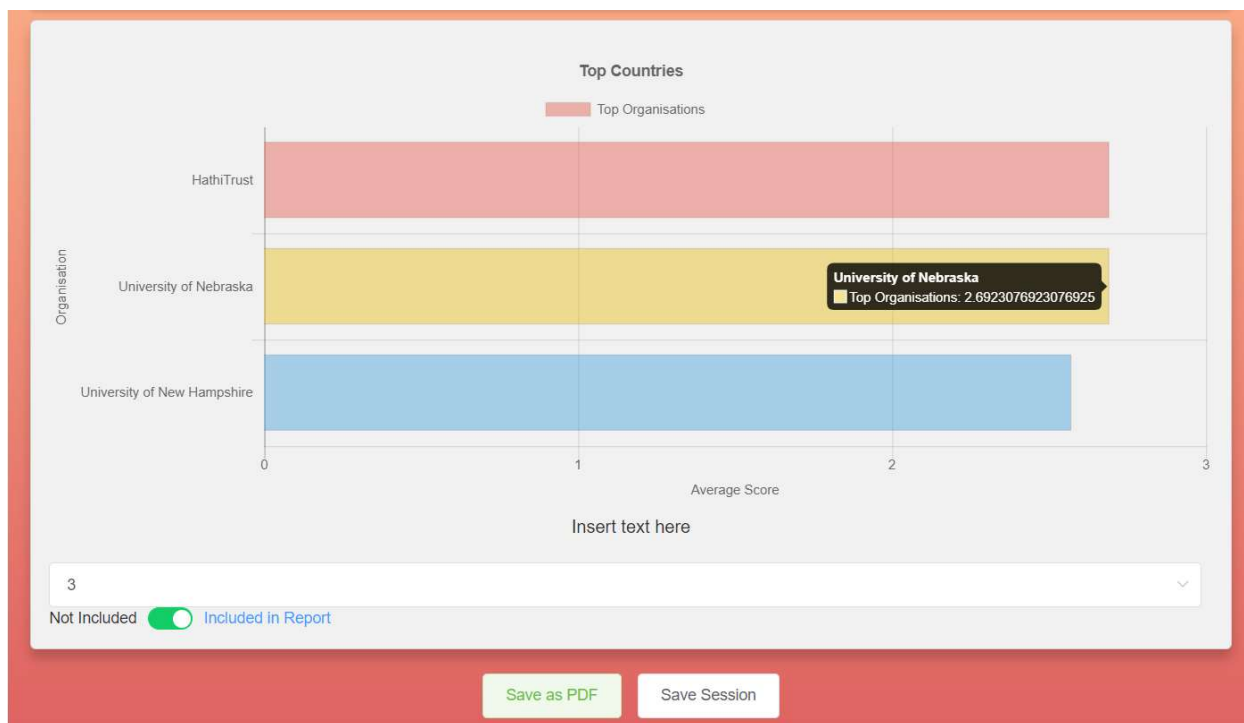 Top Countries
Top Organisations
HathiTrust
University of Nebraska
University of New Hampshire
Organisation
University of Nebraska
Top Organisations: 2.6923076923076925
0 1 2 3
Average Score
Insert text here
3
Not Included Included in Report
Save as PDF Save Session